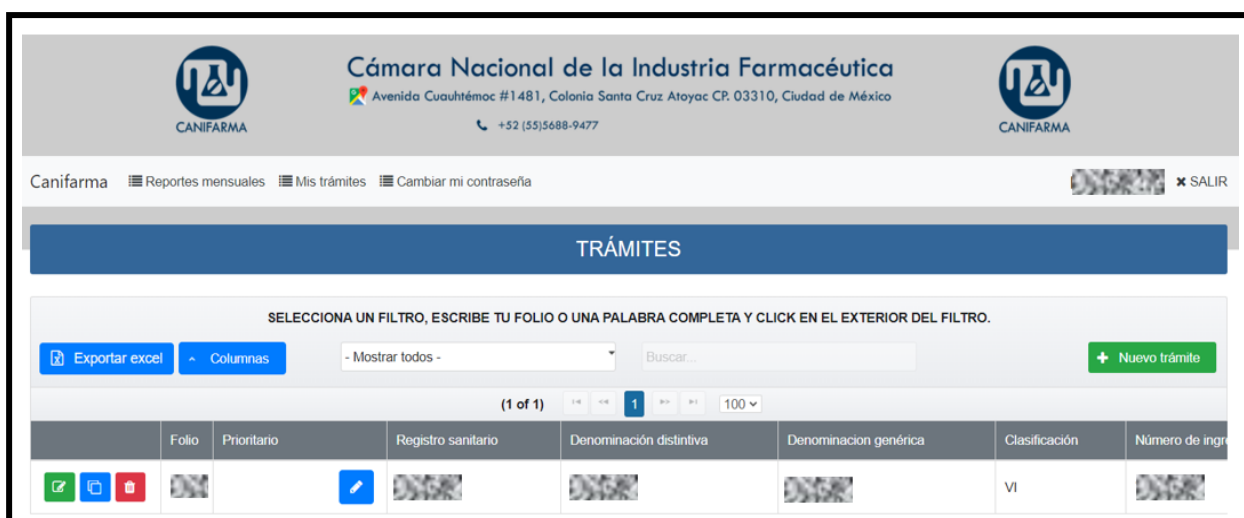 Cámara Nacional de la Industria Farmacéutica
Avenida Cuauhtémoc #1481, Colonia Santa Cruz Atoyac CP. 03310, Ciudad de México
+52 (55)5688-9477
CANIFARMA
CANIFARMA
Canifarma Reportes mensuales Mis trámites Cambiar mi contraseña SALIR
TRÁMITES
SELECCIONA UN FILTRO, ESCRIBE TU FOLIO O UNA PALABRA COMPLETA Y CLICK EN EL EXTERIOR DEL FILTRO.
Exportar excel Columnas - Mostrar todos - Buscar... Nuevo trámite
(1 of 1) 1 100
Folio Prioritario Registro sanitario Denominación distintiva Denominacion genérica Clasificación Número de ingr
VI